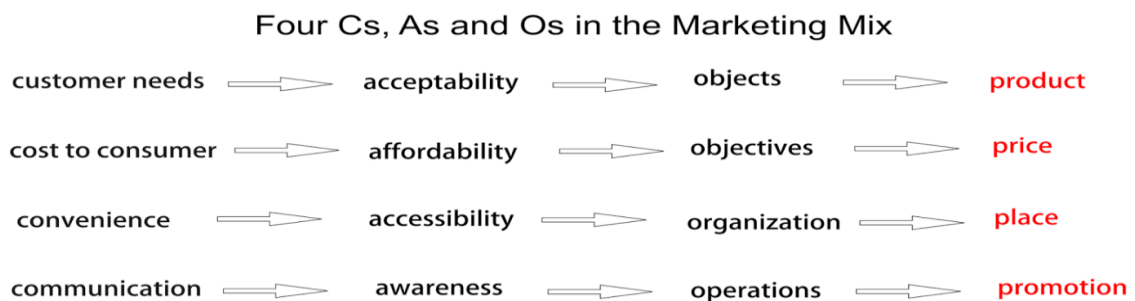 Four Cs, As and Os in the Marketing Mix
customer needs acceptability objects product
cost to consumer affordability objectives price
convenience accessibility organization place
communication awareness operations promotion